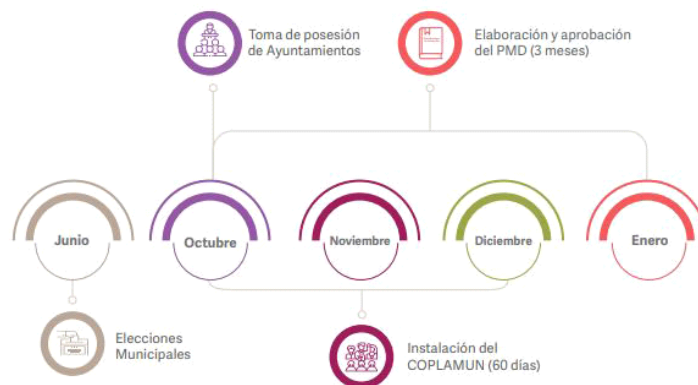 Toma de posesión
de Ayuntamientos
Elaboración y aprobación
del PMD (3 meses)
Junio
Octubre
Noviembre
Diciembre
Enero
Elecciones
Municipales
Instalación del
COPLAMUN (60 días)